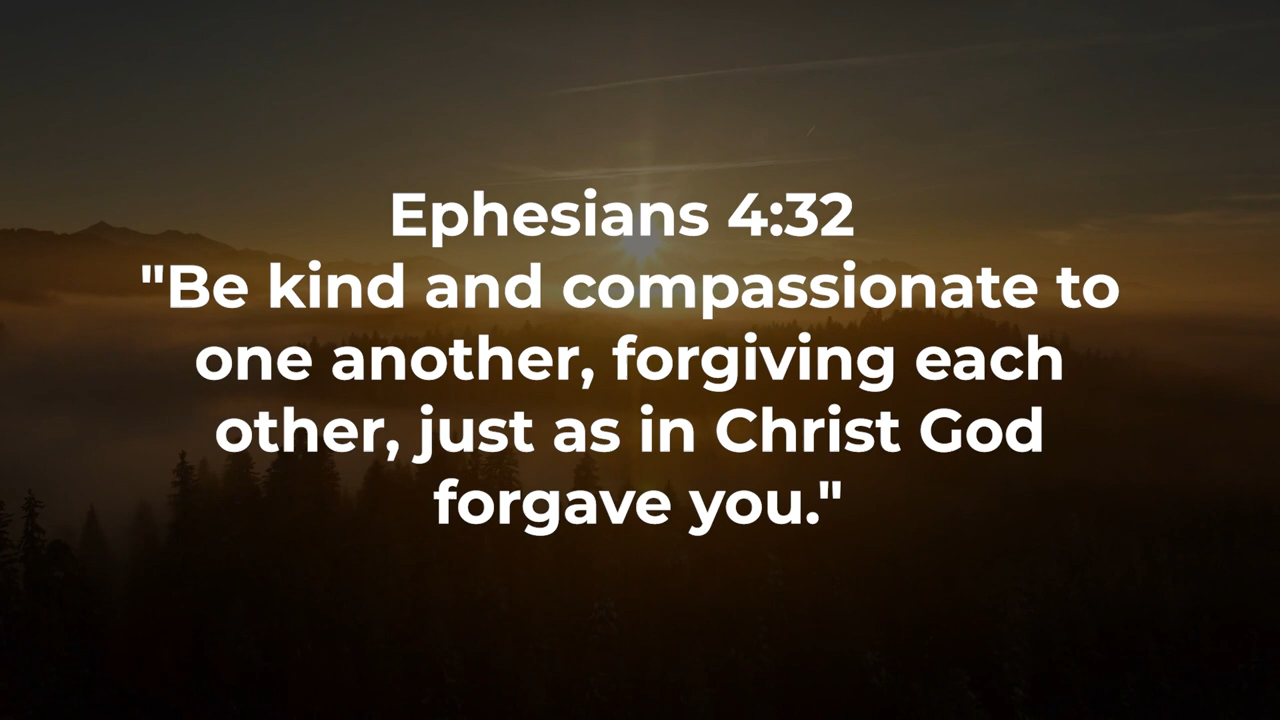 Ephesians 4:32
"Be kind and compassionate to
one another, forgiving each
other, just as in Christ God
forgave you."